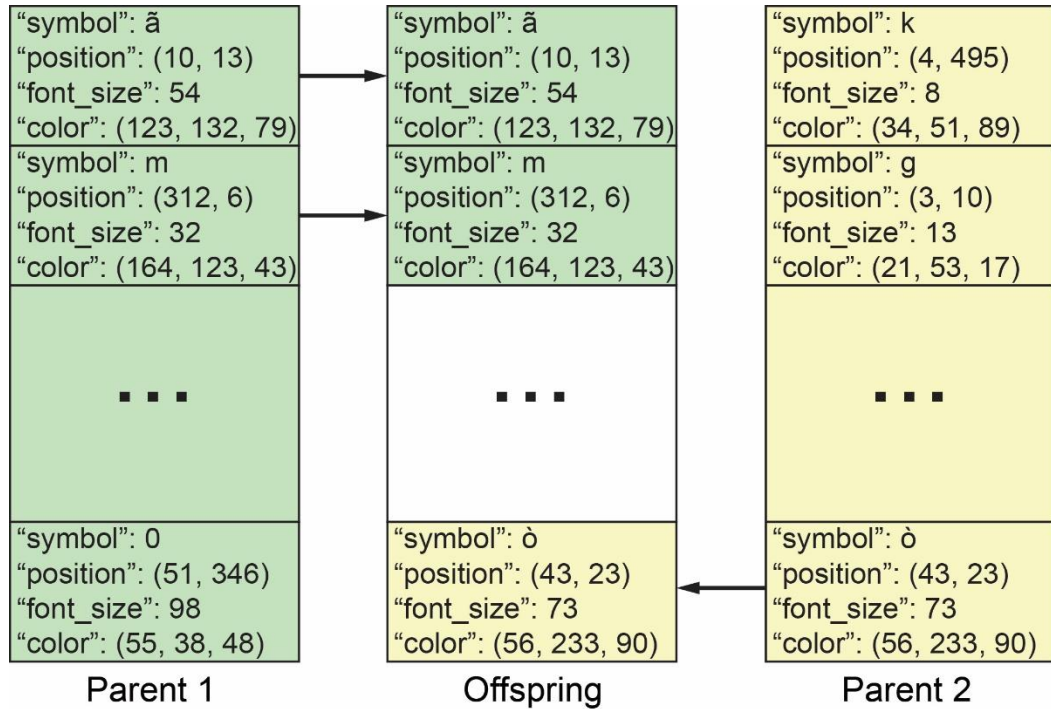 “symbol”: ã
“position”: (10, 13)
“font_size”: 54
“color”: (123, 132, 79)
“symbol”: m
“position”: (312, 6)
“font_size”: 32
“color”: (164, 123, 43)
...
“symbol”: 0
“position”: (51, 346)
“font_size”: 98
“color”: (55, 38, 48)
Parent 1
“symbol”: ã
“position”: (10, 13)
“font_size”: 54
“color”: (123, 132, 79)
“symbol”: m
“position”: (312, 6)
“font_size”: 32
“color”: (164, 123, 43)
...
“symbol”: ò
“position”: (43, 23)
“font_size”: 73
“color”: (56, 233, 90)
Offspring
“symbol”: k
“position”: (4, 495)
“font_size”: 8
“color”: (34, 51, 89)
“symbol”: g
“position”: (3, 10)
“font_size”: 13
“color”: (21, 53, 17)
...
“symbol”: ò
“position”: (43, 23)
“font_size”: 73
“color”: (56, 233, 90)
Parent 2